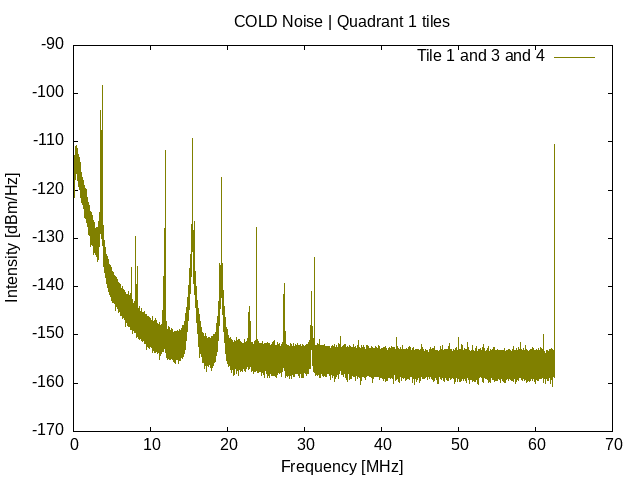 COLD Noise | Quadrant 1 tiles
Tile 1 and 3 and 4
-90
-100
-110
-120
-130
-140
-150
-160
-170
Intensity [dBm/Hz]
0 10 20 30 40 50 60 70
Frequency [MHz]